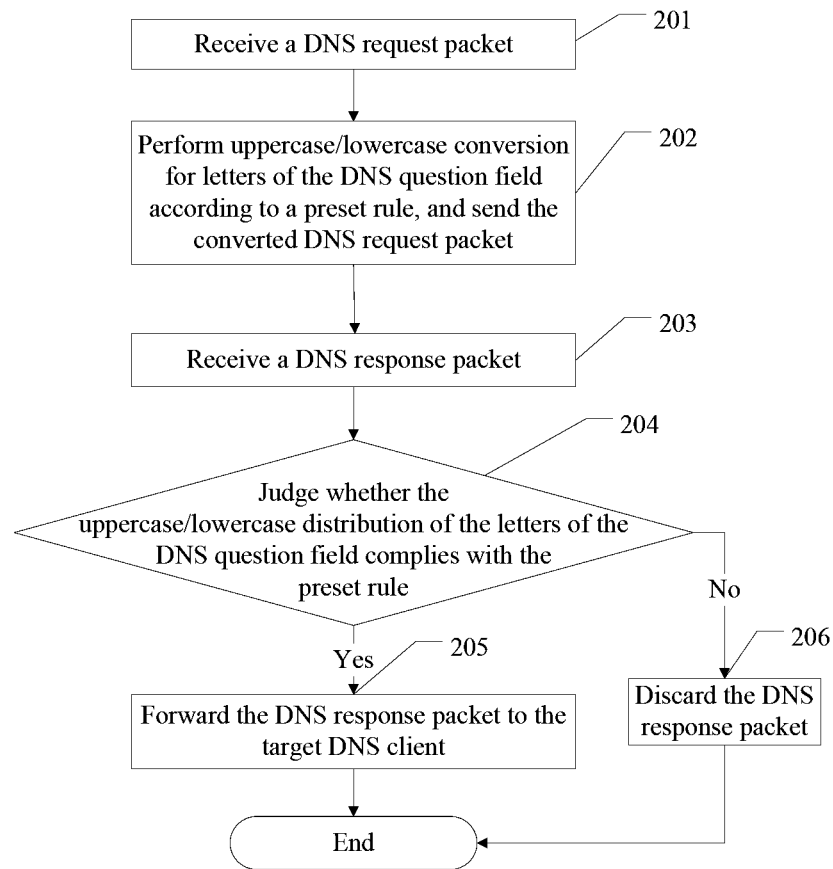 Receive a DNS request packet
201
Perform uppercase/lowercase conversion
for letters of the DNS question field
according to a preset rule, and send the
converted DNS request packet
202
Receive a DNS response packet
203
204
Judge whether the
uppercase/lowercase distribution of the letters of the
DNS question field complies with the
preset rule
No
Yes
205
206
Forward the DNS response packet to the
target DNS client
Discard the DNS
response packet
End